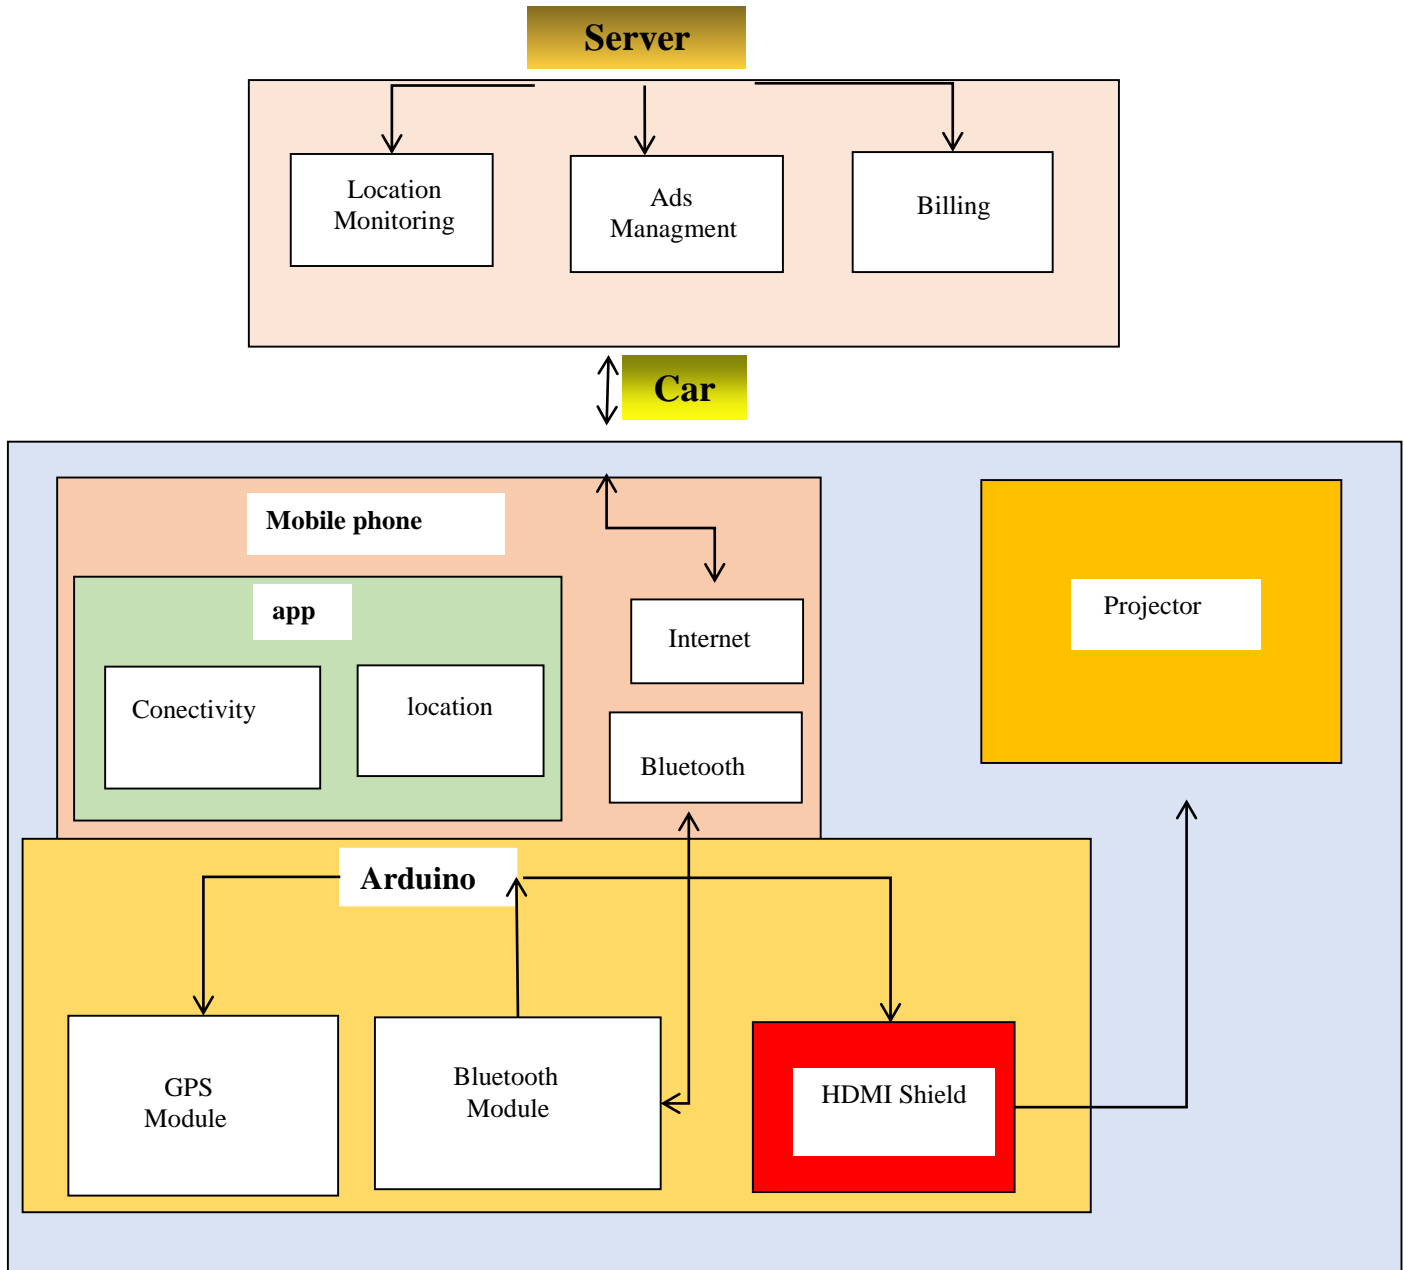 Server
Location
Monitoring
Ads
Managment
Billing
Car
Mobile phone
app
Conectivity
location
Internet
Bluetooth
Projector
Arduino
GPS
Module
Bluetooth
Module
HDMI Shield